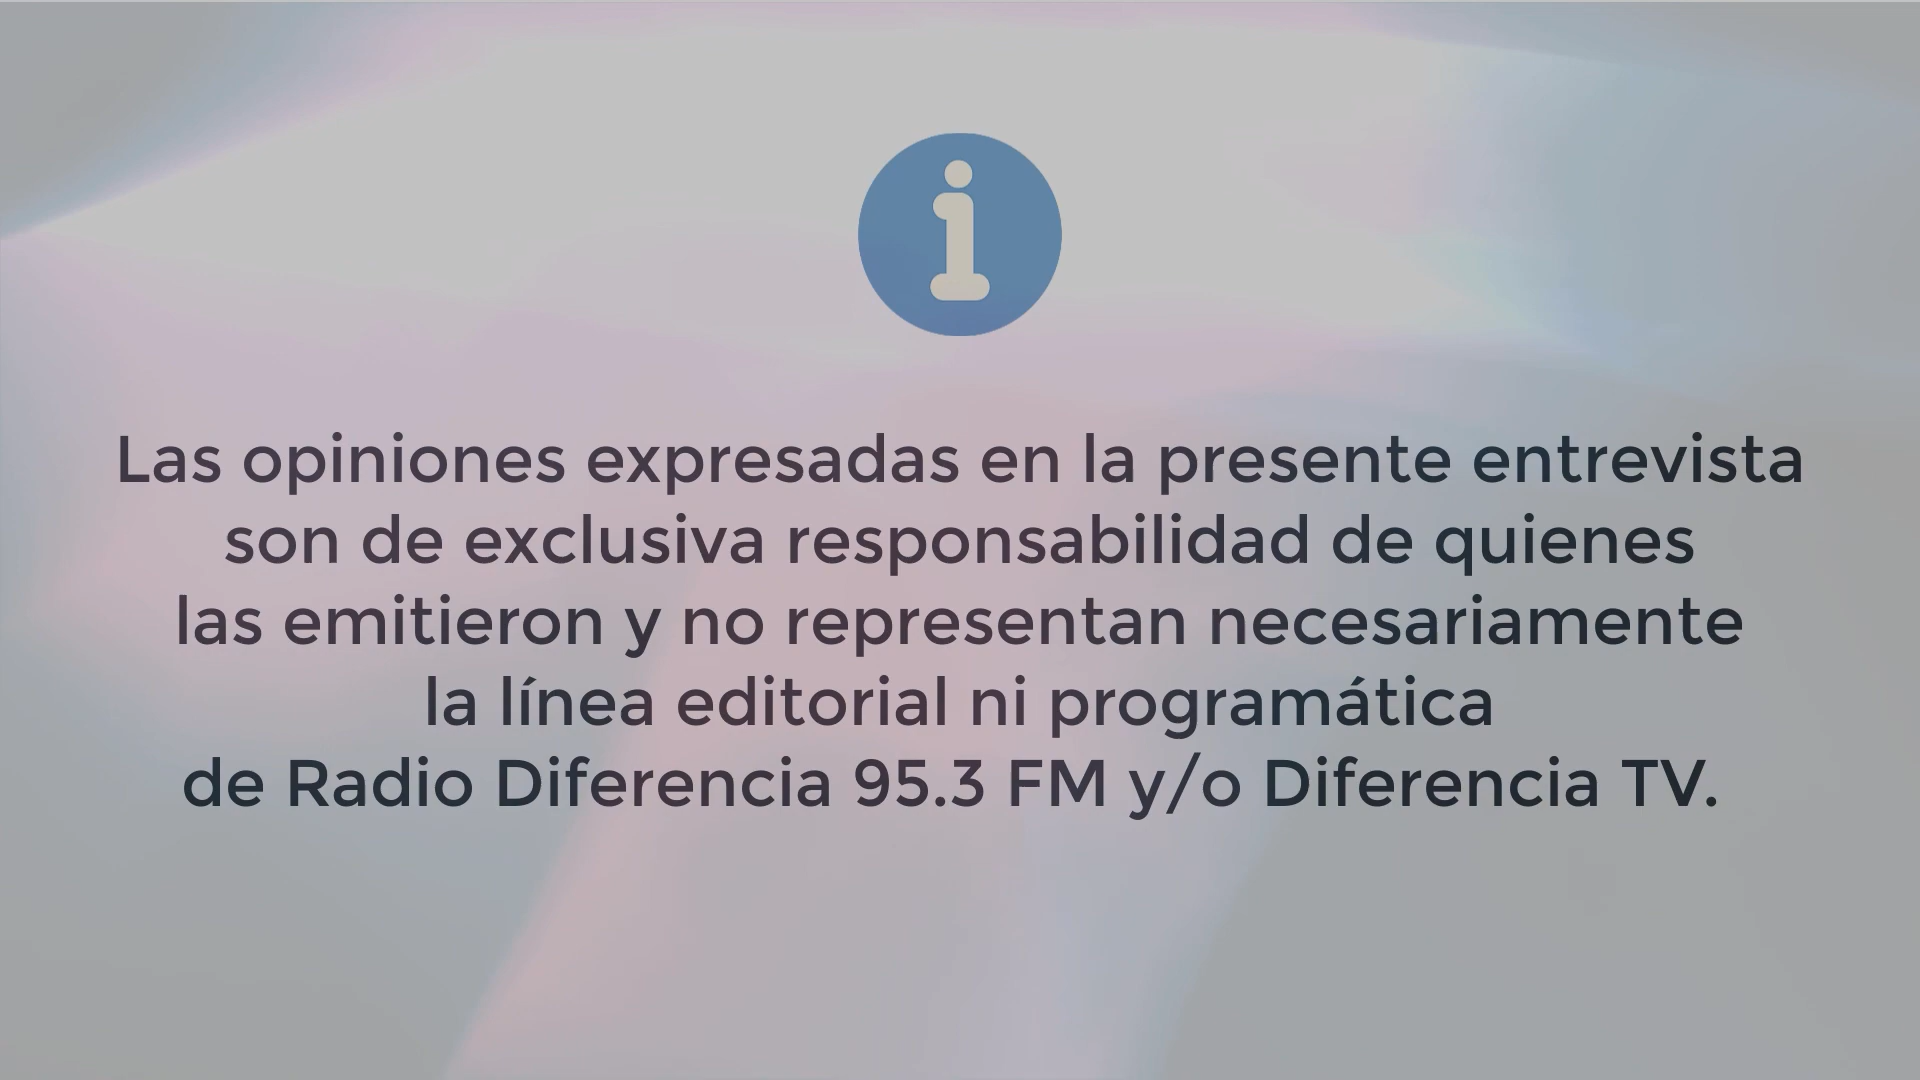 Las opiniones expresadas en la presente entrevista
son de exclusiva responsabilidad de quienes
las emitieron y no representan necesariamente
la línea editorial ni programática
de Radio Diferencia 95.3 FM y/o Diferencia TV.